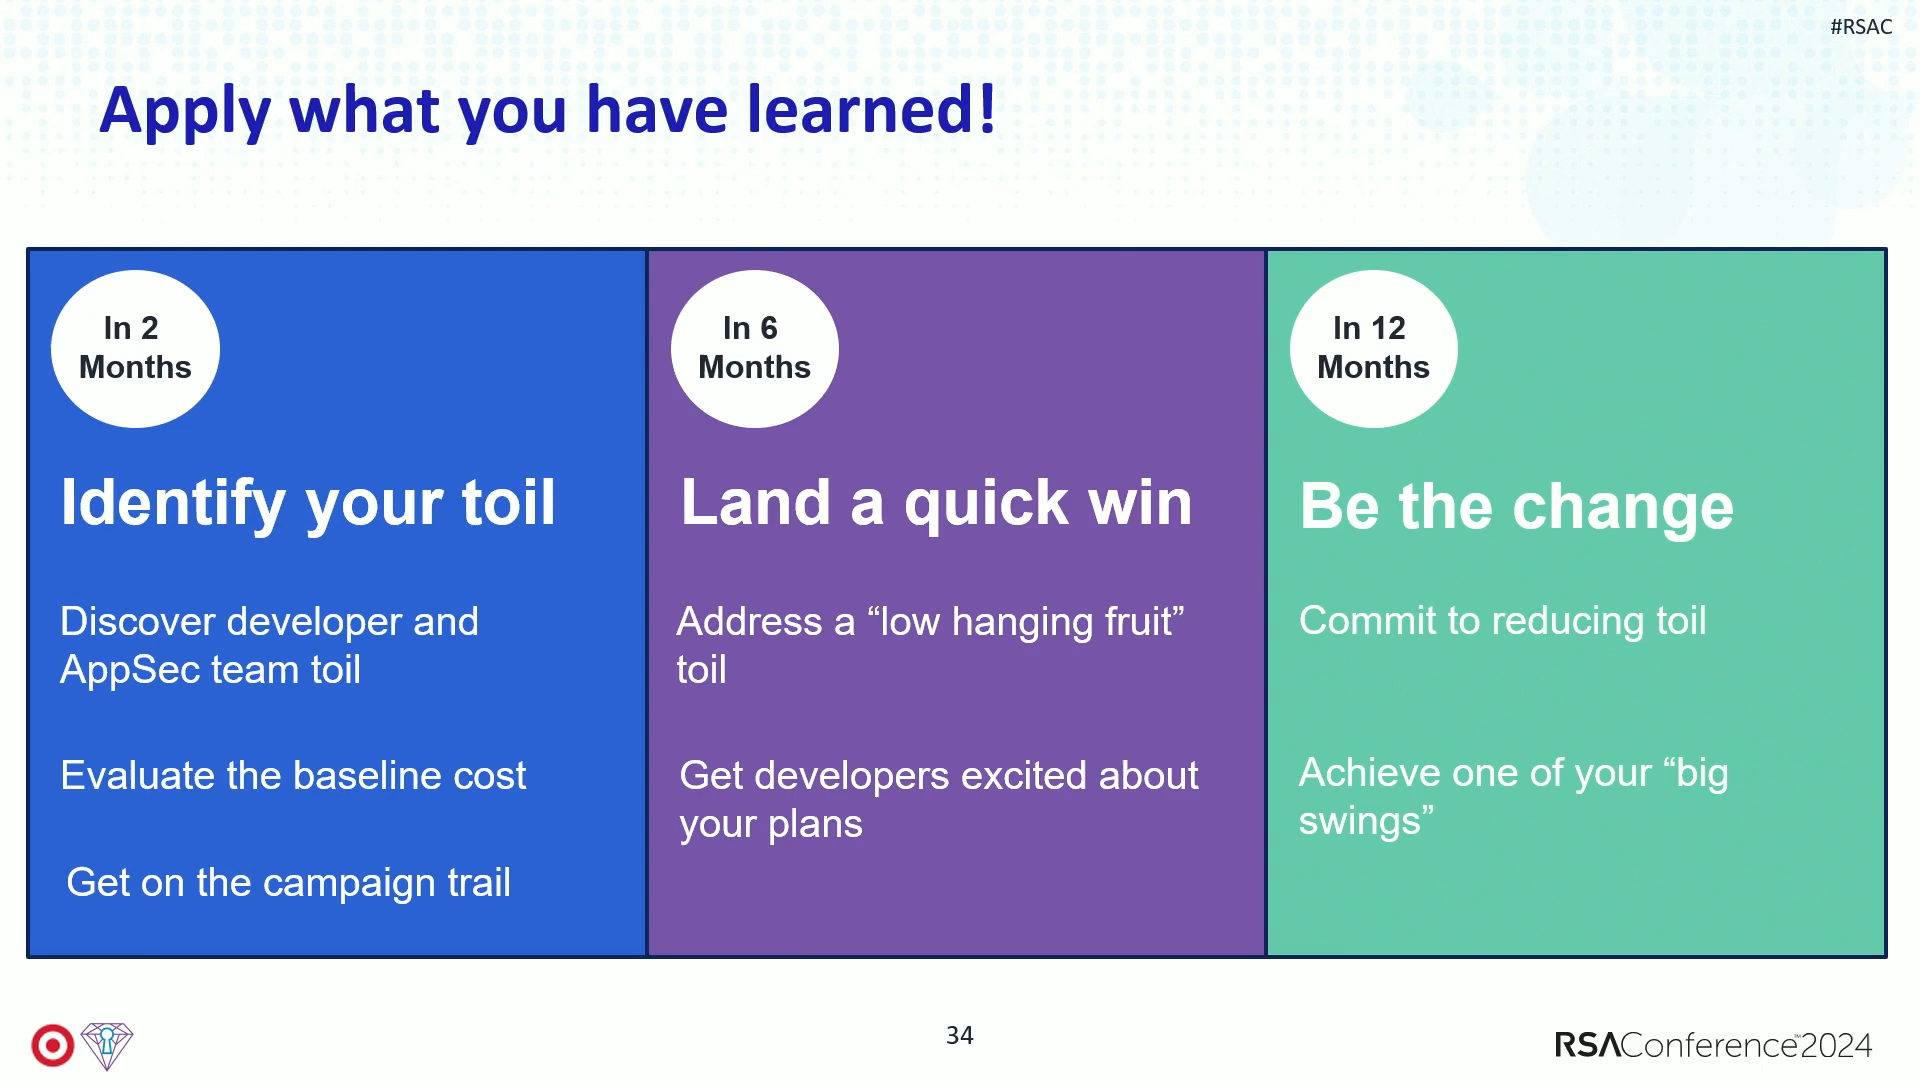 #RSAC
Apply what you have learned!
In 2
Months
Identify your toil
Discover developer and
AppSec team toil
Evaluate the baseline cost
Get on the campaign trail
In 6
Months
Land a quick win
Address a “low hanging fruit”
toil
Get developers excited about
your plans
In 12
Months
Be the change
Commit to reducing toil
Achieve one of your “big
swings”
34
RSAConference™2024